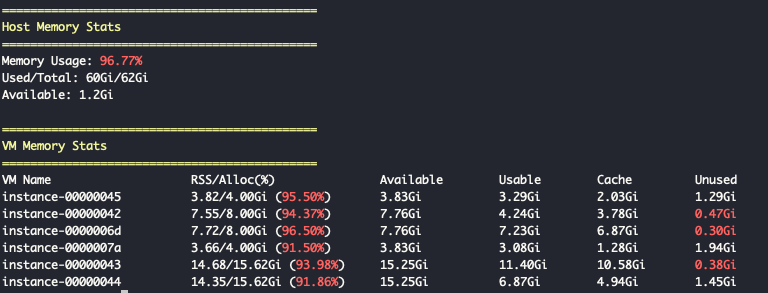 ==============================================
Host Memory Stats
==============================================
Memory Usage: 96.77%
Used/Total: 60Gi/62Gi
Available: 1.2Gi
==============================================
VM Memory Stats
==============================================
VM Name RSS/Alloc(%) Available Usable Cache Unused
instance-00000045 3.82/4.00Gi (95.50%) 3.83Gi 3.29Gi 2.03Gi 1.29Gi
instance-00000042 7.55/8.00Gi (94.37%) 7.76Gi 4.24Gi 3.78Gi 0.47Gi
instance-0000006d 7.72/8.00Gi (96.50%) 7.76Gi 7.23Gi 6.87Gi 0.30Gi
instance-0000007a 3.66/4.00Gi (91.50%) 3.83Gi 3.08Gi 1.28Gi 1.94Gi
instance-00000043 14.68/15.62Gi (93.98%) 15.25Gi 11.40Gi 10.58Gi 0.38Gi
instance-00000044 14.35/15.62Gi (91.86%) 15.25Gi 6.87Gi 4.94Gi 1.45Gi